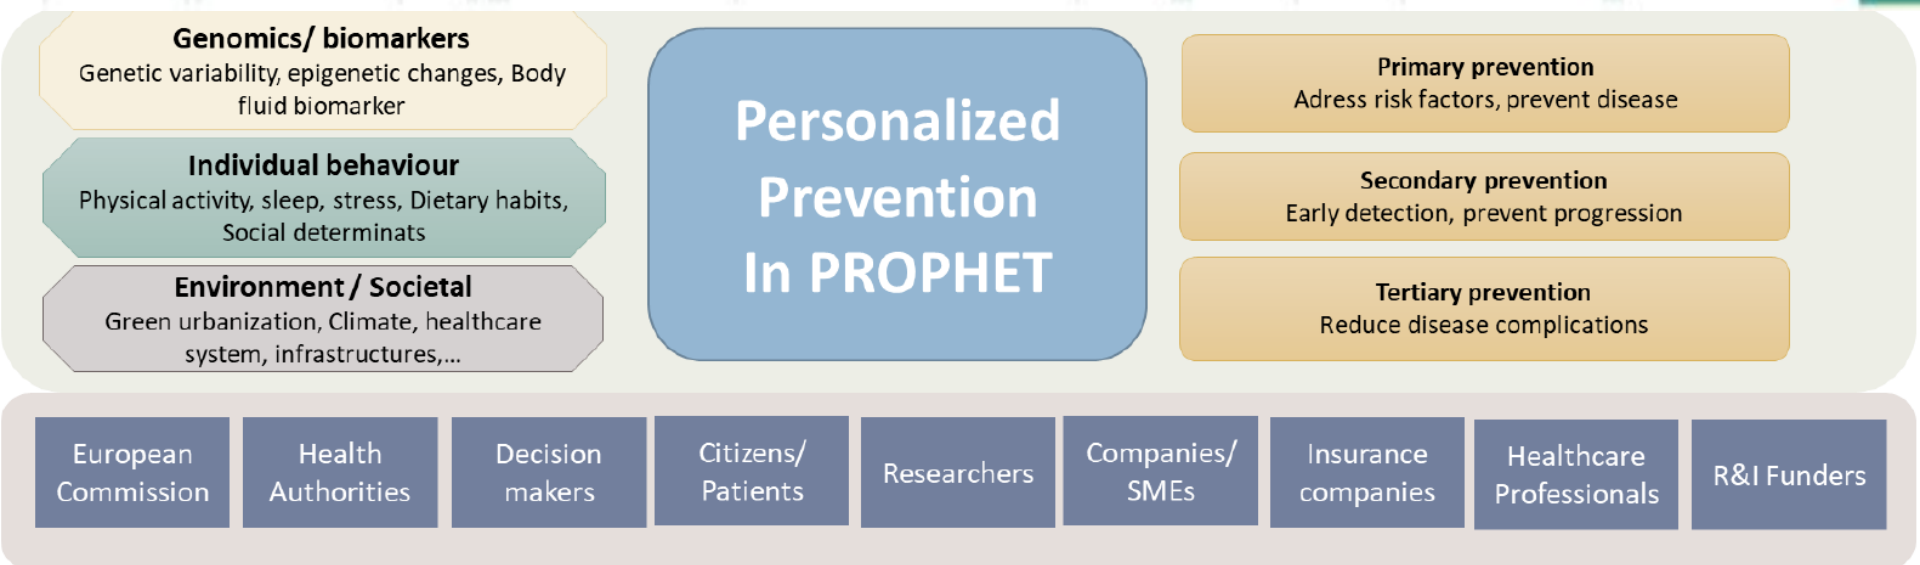 Genomics/ biomarkers
Genetic variability, epigenetic changes, Body
fluid biomarker
Individual behaviour
Physical activity, sleep, stress, Dietary habits,
Social determinats
Environment / Societal
Green urbanization, Climate, healthcare
system, infrastructures,...
Personalized
Prevention
In PROPHET
Primary prevention
Adress risk factors, prevent disease
Secondary prevention
Early detection, prevent progression
Tertiary prevention
Reduce disease complications
European
Commission
Health
Authorities
Decision
makers
Citizens/
Patients
Researchers
Companies/
SMEs
Insurance
companies
Healthcare
Professionals
R&I Funders